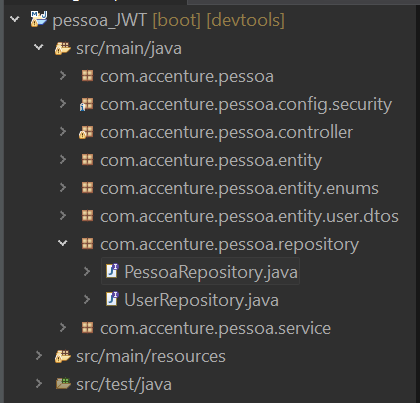 pessoa_JWT [boot] [devtools]
src/main/java
com.accenture.pessoa
com.accenture.pessoa.config.security
com.accenture.pessoa.controller
com.accenture.pessoa.entity
com.accenture.pessoa.entity.enums
com.accenture.pessoa.entity.user.dtos
com.accenture.pessoa.repository
PessoaRepository.java
UserRepository.java
com.accenture.pessoa.service
src/main/resources
src/test/java